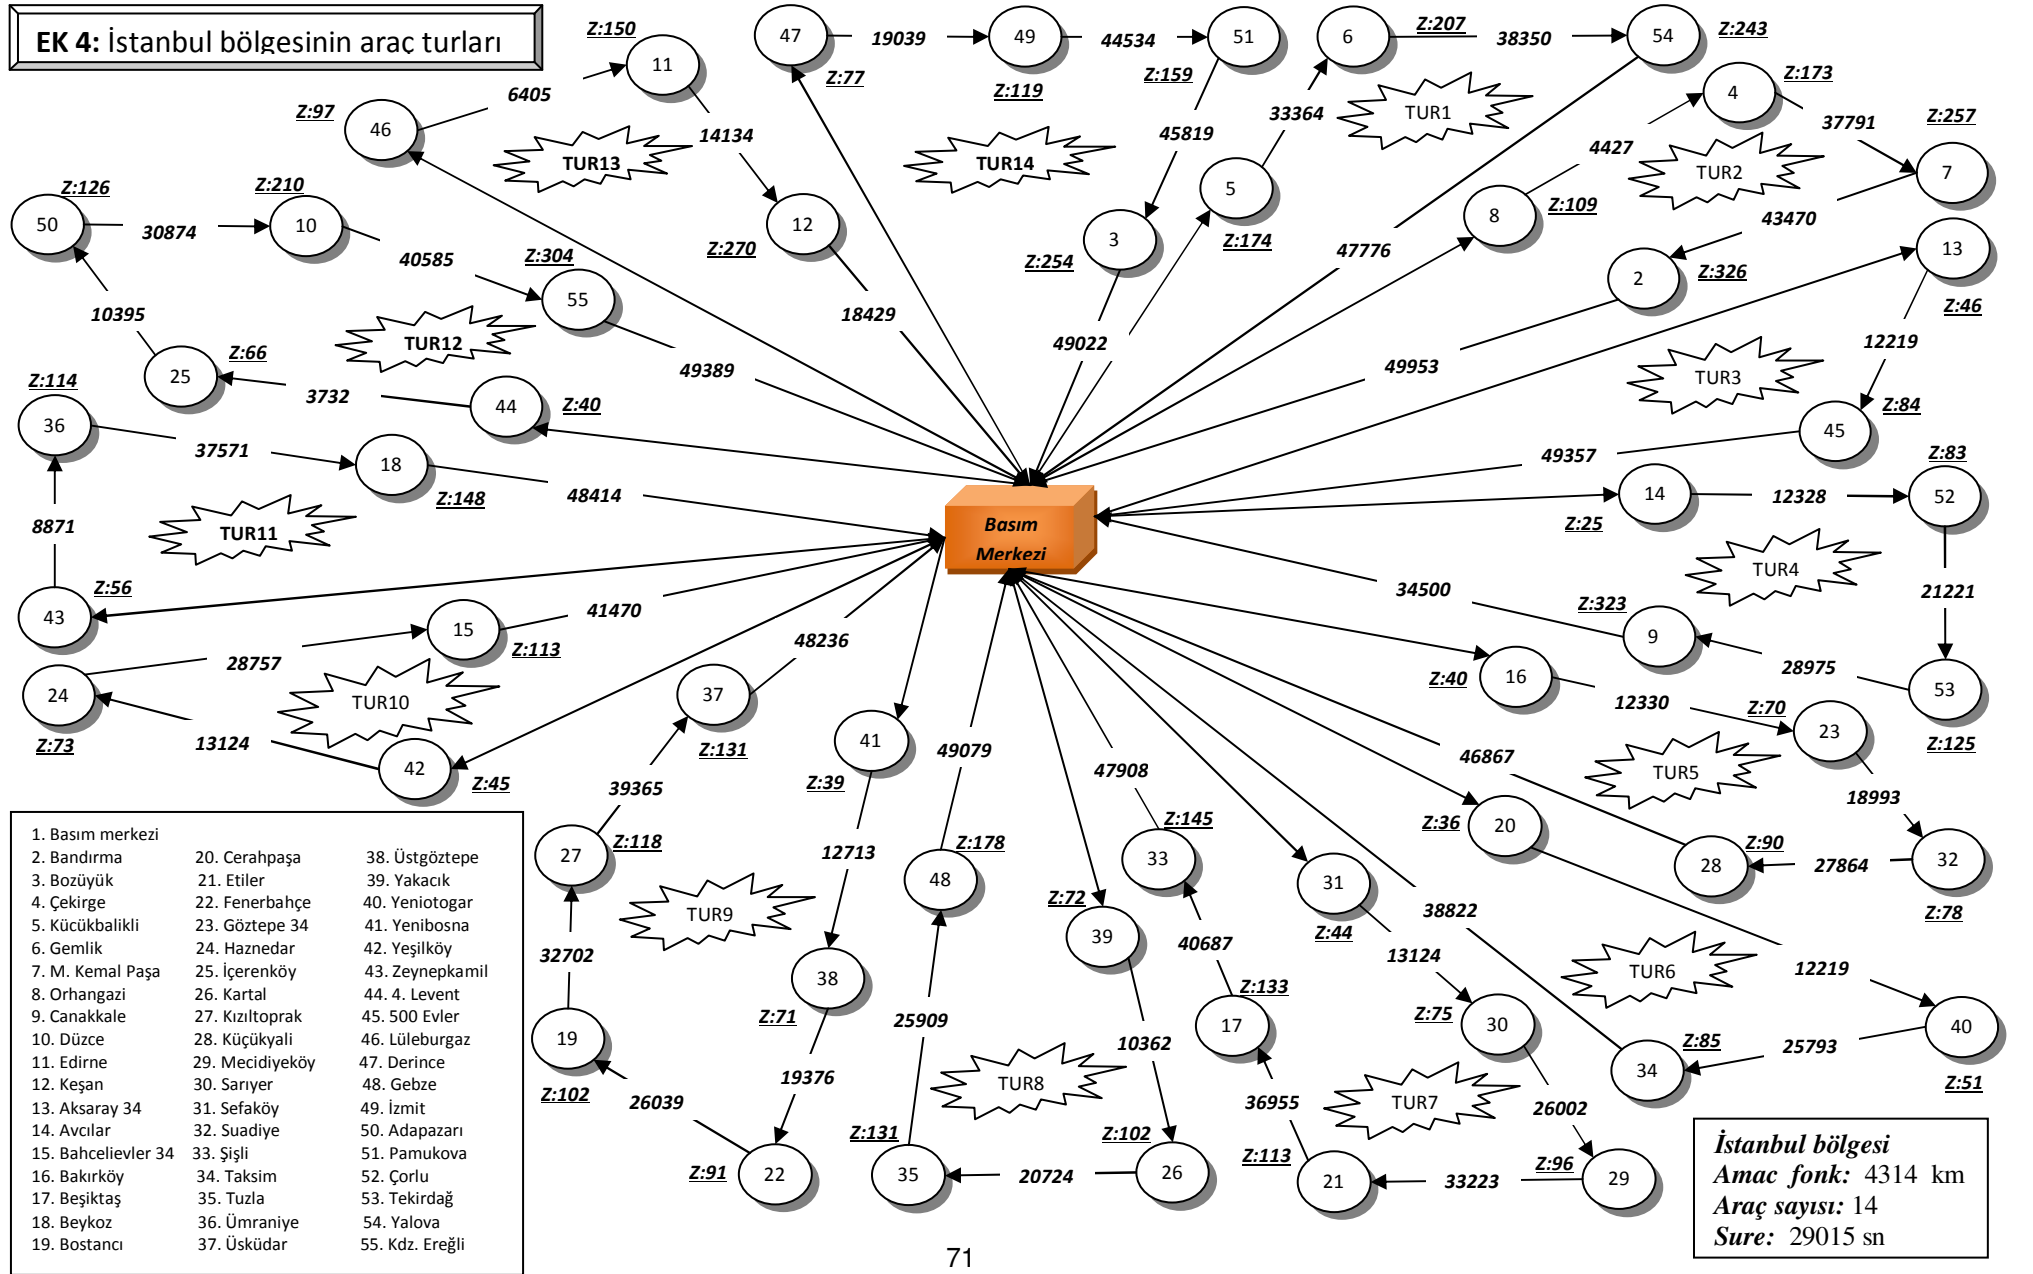 EK 4: İstanbul bölgesinin araç turları
Z:150
47
19039
49
44534
51
6
Z:207
38350
54
Z:243
11
Z:77
Z:119
Z:159
Z:173
6405
Z:97
46
14134
TUR13
TUR14
45819
33364
TUR1
4
37791
Z:257
4427
TUR2
7
Z:126
Z:210
50
30874
10
12
Z:270
5
Z:174
3
Z:254
8
Z:109
43470
13
47776
2
Z:326
Z:46
40585
Z:304
55
10395
TUR12
18429
49022
49953
TUR3
12219
Z:66
25
3732
49389
44
Z:40
Z:84
45
Z:114
36
37571
18
Z:148
48414
49357
Z:83
14
12328
52
Z:25
8871
TUR11
Basım
Merkezi
TUR4
34500
21221
Z:56
43
41470
15
Z:113
48236
Z:323
9
28975
53
Z:125
28757
24
Z:73
TUR10
13124
42
Z:45
37
Z:131
41
Z:39
49079
47908
16
Z:40
12330
Z:70
23
46867
TUR5
18993
39365
27
Z:118
12713
48
Z:178
Z:145
33
20
Z:36
Z:90
28
27864
32
Z:78
Z:72
39
31
Z:44
38822
TUR9
32702
38
Z:71
25909
40687
13124
TUR6
12219
19
Z:102
26039
19376
10362
Z:133
17
Z:75
30
40
Z:51
25793
Z:85
34
TUR8
36955
TUR7
26002
Z:91
22
Z:131
35
20724
Z:102
26
Z:113
21
33223
Z:96
29
1. Basım merkezi
2. Bandırma 20. Cerahpaşa 38. Üstgöztepe
3. Bozüyük 21. Etiler 39. Yakacık
4. Çekirge 22. Fenerbahçe 40. Yeniotogar
5. Kücükbalikli 23. Göztepe 34 41. Yenibosna
6. Gemlik 24. Haznedar 42. Yeşilköy
7. M. Kemal Paşa 25. İçerenköy 43. Zeynepkamil
8. Orhangazi 26. Kartal 44. 4. Levent
9. Canakkale 27. Kızıltoprak 45. 500 Evler
10. Düzce 28. Küçükyali 46. Lüleburgaz
11. Edirne 29. Mecidiyeköy 47. Derince
12. Keşan 30. Sarıyer 48. Gebze
13. Aksaray 34 31. Sefaköy 49. İzmit
14. Avcılar 32. Suadiye 50. Adapazarı
15. Bahcelievler 34 33. Şişli 51. Pamukova
16. Bakırköy 34. Taksim 52. Çorlu
17. Beşiktaş 35. Tuzla 53. Tekirdağ
18. Beykoz 36. Ümraniye 54. Yalova
19. Bostancı 37. Üsküdar 55. Kdz. Ereğli
İstanbul bölgesi
Amac fonk: 4314 km
Araç sayısı: 14
Sure: 29015 sn
71